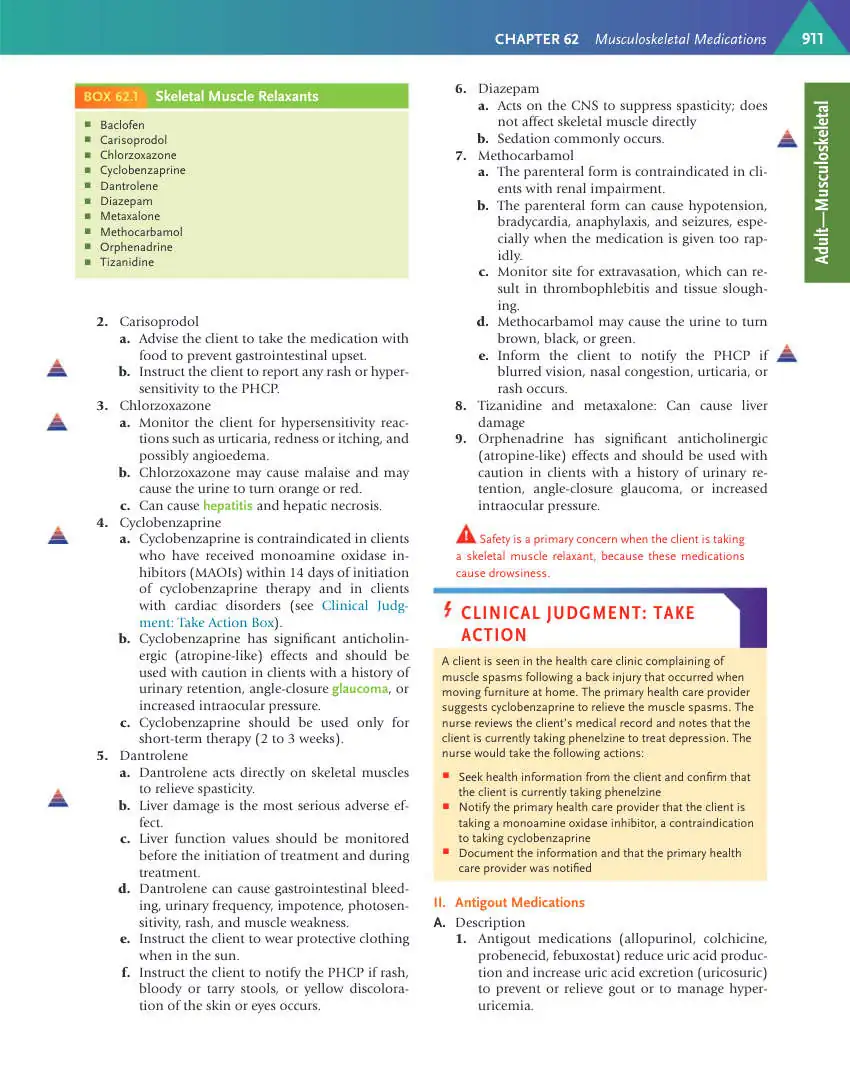 CHAPTER 62 Musculoskeletal Medications 911
BOX 62.1 Skeletal Muscle Relaxants
■ Baclofen
■ Carisoprodol
■ Chlorzoxazone
■ Cyclobenzaprine
■ Dantrolene
■ Diazepam
■ Metaxalone
■ Methocarbamol
■ Orphenadrine
■ Tizanidine
2. Carisoprodol
a. Advise the client to take the medication with
food to prevent gastrointestinal upset.
b. Instruct the client to report any rash or hyper-
sensitivity to the PHCP.
3. Chlorzoxazone
a. Monitor the client for hypersensitivity reac-
tions such as urticaria, redness or itching, and
possibly angioedema.
b. Chlorzoxazone may cause malaise and may
cause the urine to turn orange or red.
c. Can cause hepatitis and hepatic necrosis.
4. Cyclobenzaprine
a. Cyclobenzaprine is contraindicated in clients
who have received monoamine oxidase in-
hibitors (MAOIs) within 14 days of initiation
of cyclobenzaprine therapy and in clients
with cardiac disorders (see Clinical Judg-
ment: Take Action Box).
b. Cyclobenzaprine has significant anticholin-
ergic (atropine-like) effects and should be
used with caution in clients with a history of
urinary retention, angle-closure glaucoma, or
increased intraocular pressure.
c. Cyclobenzaprine should be used only for
short-term therapy (2 to 3 weeks).
5. Dantrolene
a. Dantrolene acts directly on skeletal muscles
to relieve spasticity.
b. Liver damage is the most serious adverse ef-
fect.
c. Liver function values should be monitored
before the initiation of treatment and during
treatment.
d. Dantrolene can cause gastrointestinal bleed-
ing, urinary frequency, impotence, photosen-
sitivity, rash, and muscle weakness.
e. Instruct the client to wear protective clothing
when in the sun.
f. Instruct the client to notify the PHCP if rash,
bloody or tarry stools, or yellow discolora-
tion of the skin or eyes occurs.
6. Diazepam
a. Acts on the CNS to suppress spasticity; does
not affect skeletal muscle directly
b. Sedation commonly occurs.
7. Methocarbamol
a. The parenteral form is contraindicated in cli-
ents with renal impairment.
b. The parenteral form can cause hypotension,
bradycardia, anaphylaxis, and seizures, espe-
cially when the medication is given too rap-
idly.
c. Monitor site for extravasation, which can re-
sult in thrombophlebitis and tissue slough-
ing.
d. Methocarbamol may cause the urine to turn
brown, black, or green.
e. Inform the client to notify the PHCP if
blurred vision, nasal congestion, urticaria, or
rash occurs.
8. Tizanidine and metaxalone: Can cause liver
damage
9. Orphenadrine has significant anticholinergic
(atropine-like) effects and should be used with
caution in clients with a history of urinary re-
tention, angle-closure glaucoma, or increased
intraocular pressure.
Safety is a primary concern when the client is taking
a skeletal muscle relaxant, because these medications
cause drowsiness.
CLINICAL JUDGMENT: TAKE
ACTION
A client is seen in the health care clinic complaining of
muscle spasms following a back injury that occurred when
moving furniture at home. The primary health care provider
suggests cyclobenzaprine to relieve the muscle spasms. The
nurse reviews the client's medical record and notes that the
client is currently taking phenelzine to treat depression. The
nurse would take the following actions:
■ Seek health information from the client and confirm that
the client is currently taking phenelzine
■ Notify the primary health care provider that the client is
taking a monoamine oxidase inhibitor, a contraindication
to taking cyclobenzaprine
■ Document the information and that the primary health
care provider was notified
II. Antigout Medications
A. Description
1. Antigout medications (allopurinol, colchicine,
probenecid, febuxostat) reduce uric acid produc-
tion and increase uric acid excretion (uricosuric)
to prevent or relieve gout or to manage hyper-
uricemia.
Adult—Musculoskeletal